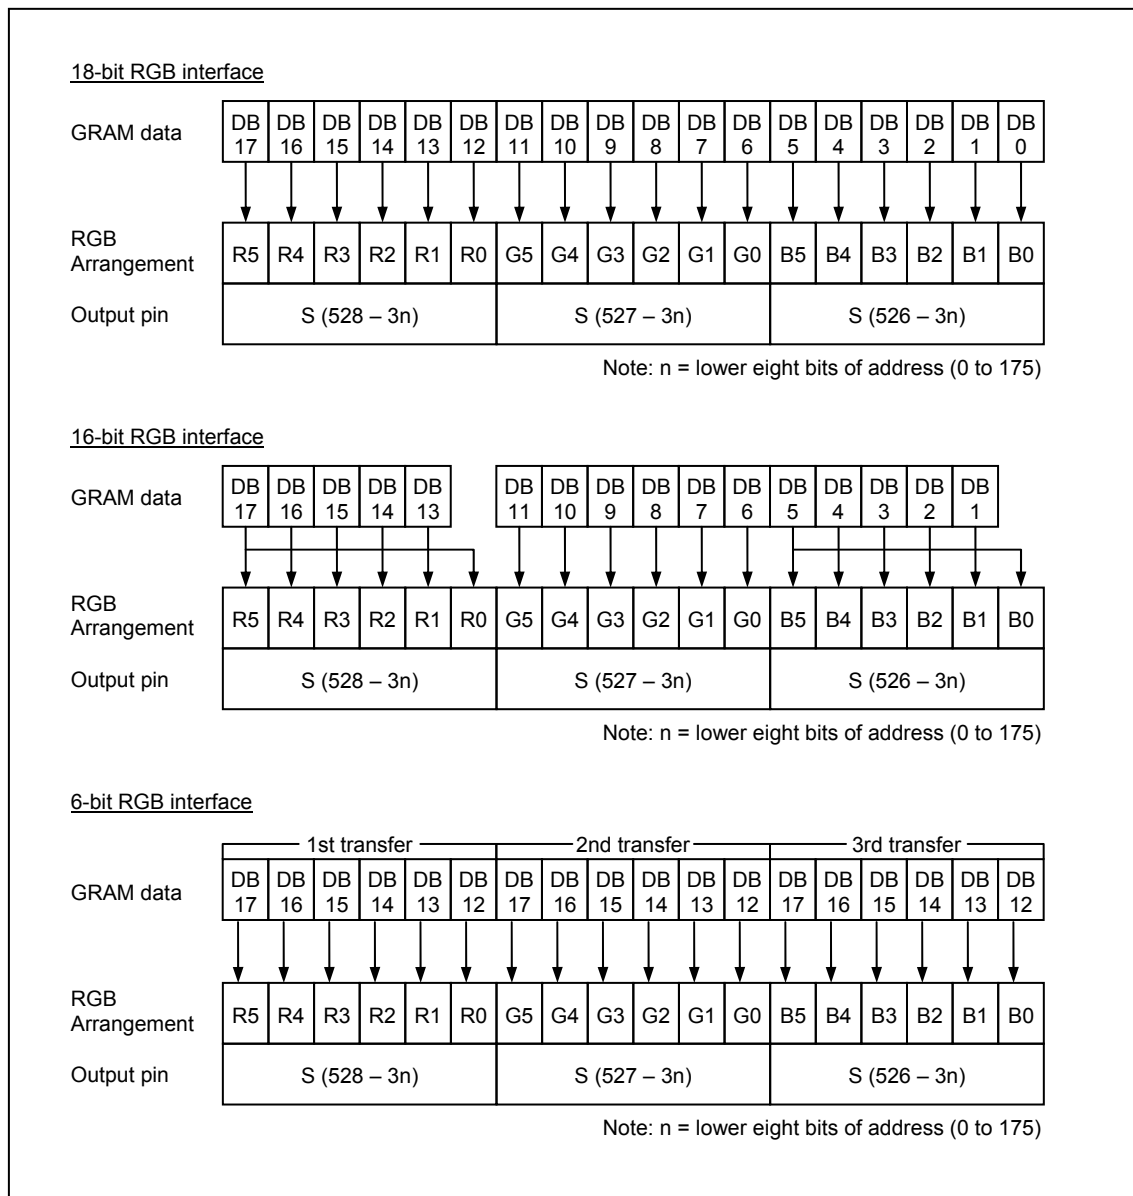 18-bit RGB interface
GRAM data
DB 17 DB 16 DB 15 DB 14 DB 13 DB 12 DB 11 DB 10 DB 9 DB 8 DB 7 DB 6 DB 5 DB 4 DB 3 DB 2 DB 1 DB 0
RGB Arrangement
R5 R4 R3 R2 R1 R0 G5 G4 G3 G2 G1 G0 B5 B4 B3 B2 B1 B0
Output pin
S (528 – 3n) S (527 – 3n) S (526 – 3n)
Note: n = lower eight bits of address (0 to 175)
16-bit RGB interface
GRAM data
DB 17 DB 16 DB 15 DB 14 DB 13 DB 11 DB 10 DB 9 DB 8 DB 7 DB 6 DB 5 DB 4 DB 3 DB 2 DB 1
RGB Arrangement
R5 R4 R3 R2 R1 R0 G5 G4 G3 G2 G1 G0 B5 B4 B3 B2 B1 B0
Output pin
S (528 – 3n) S (527 – 3n) S (526 – 3n)
Note: n = lower eight bits of address (0 to 175)
6-bit RGB interface
1st transfer 2nd transfer 3rd transfer
GRAM data
DB 17 DB 16 DB 15 DB 14 DB 13 DB 12 DB 17 DB 16 DB 15 DB 14 DB 13 DB 12 DB 17 DB 16 DB 15 DB 14 DB 13 DB 12
RGB Arrangement
R5 R4 R3 R2 R1 R0 G5 G4 G3 G2 G1 G0 B5 B4 B3 B2 B1 B0
Output pin
S (528 – 3n) S (527 – 3n) S (526 – 3n)
Note: n = lower eight bits of address (0 to 175)